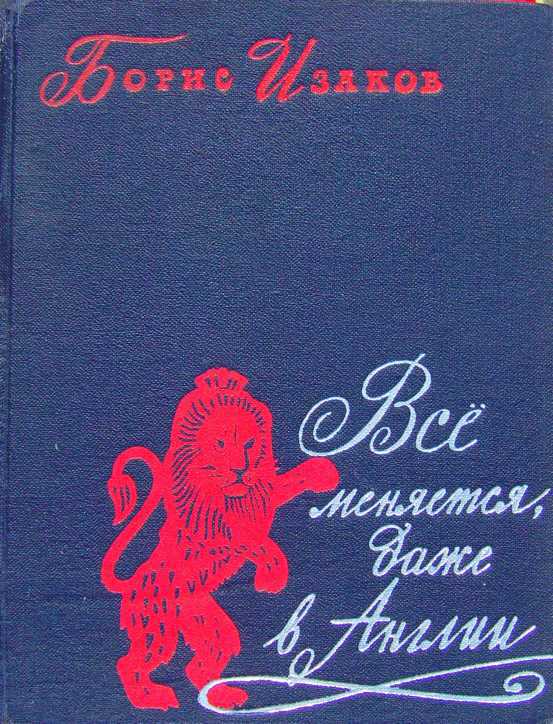 Борис Изаков
Всё
меняется,
даже
в Англии